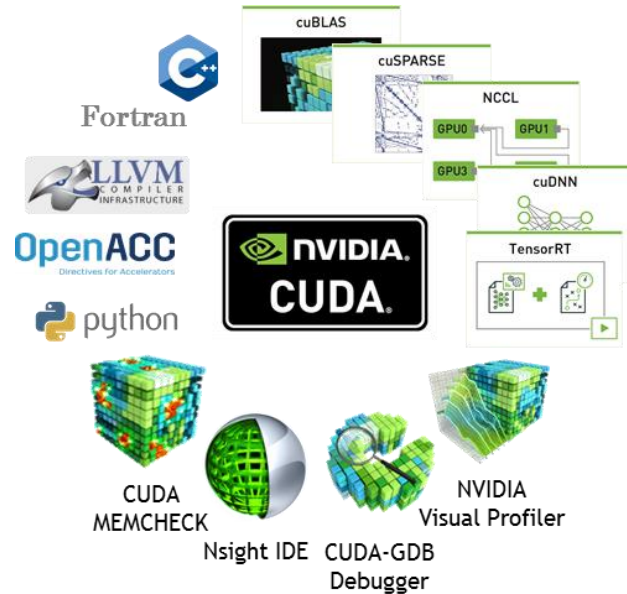 cuBLAS
cuSPARSE
NCCL
GPU0
GPU1
GPU3
cuDNN
TensorRT
C++
Fortran
LLVM
COMPILER
INFRASTRUCTURE
OpenACC
Directives for Accelerators
python
NVIDIA.
CUDA®
CUDA
MEMCHECK
Nsight IDE
CUDA-GDB
Debugger
NVIDIA
Visual Profiler